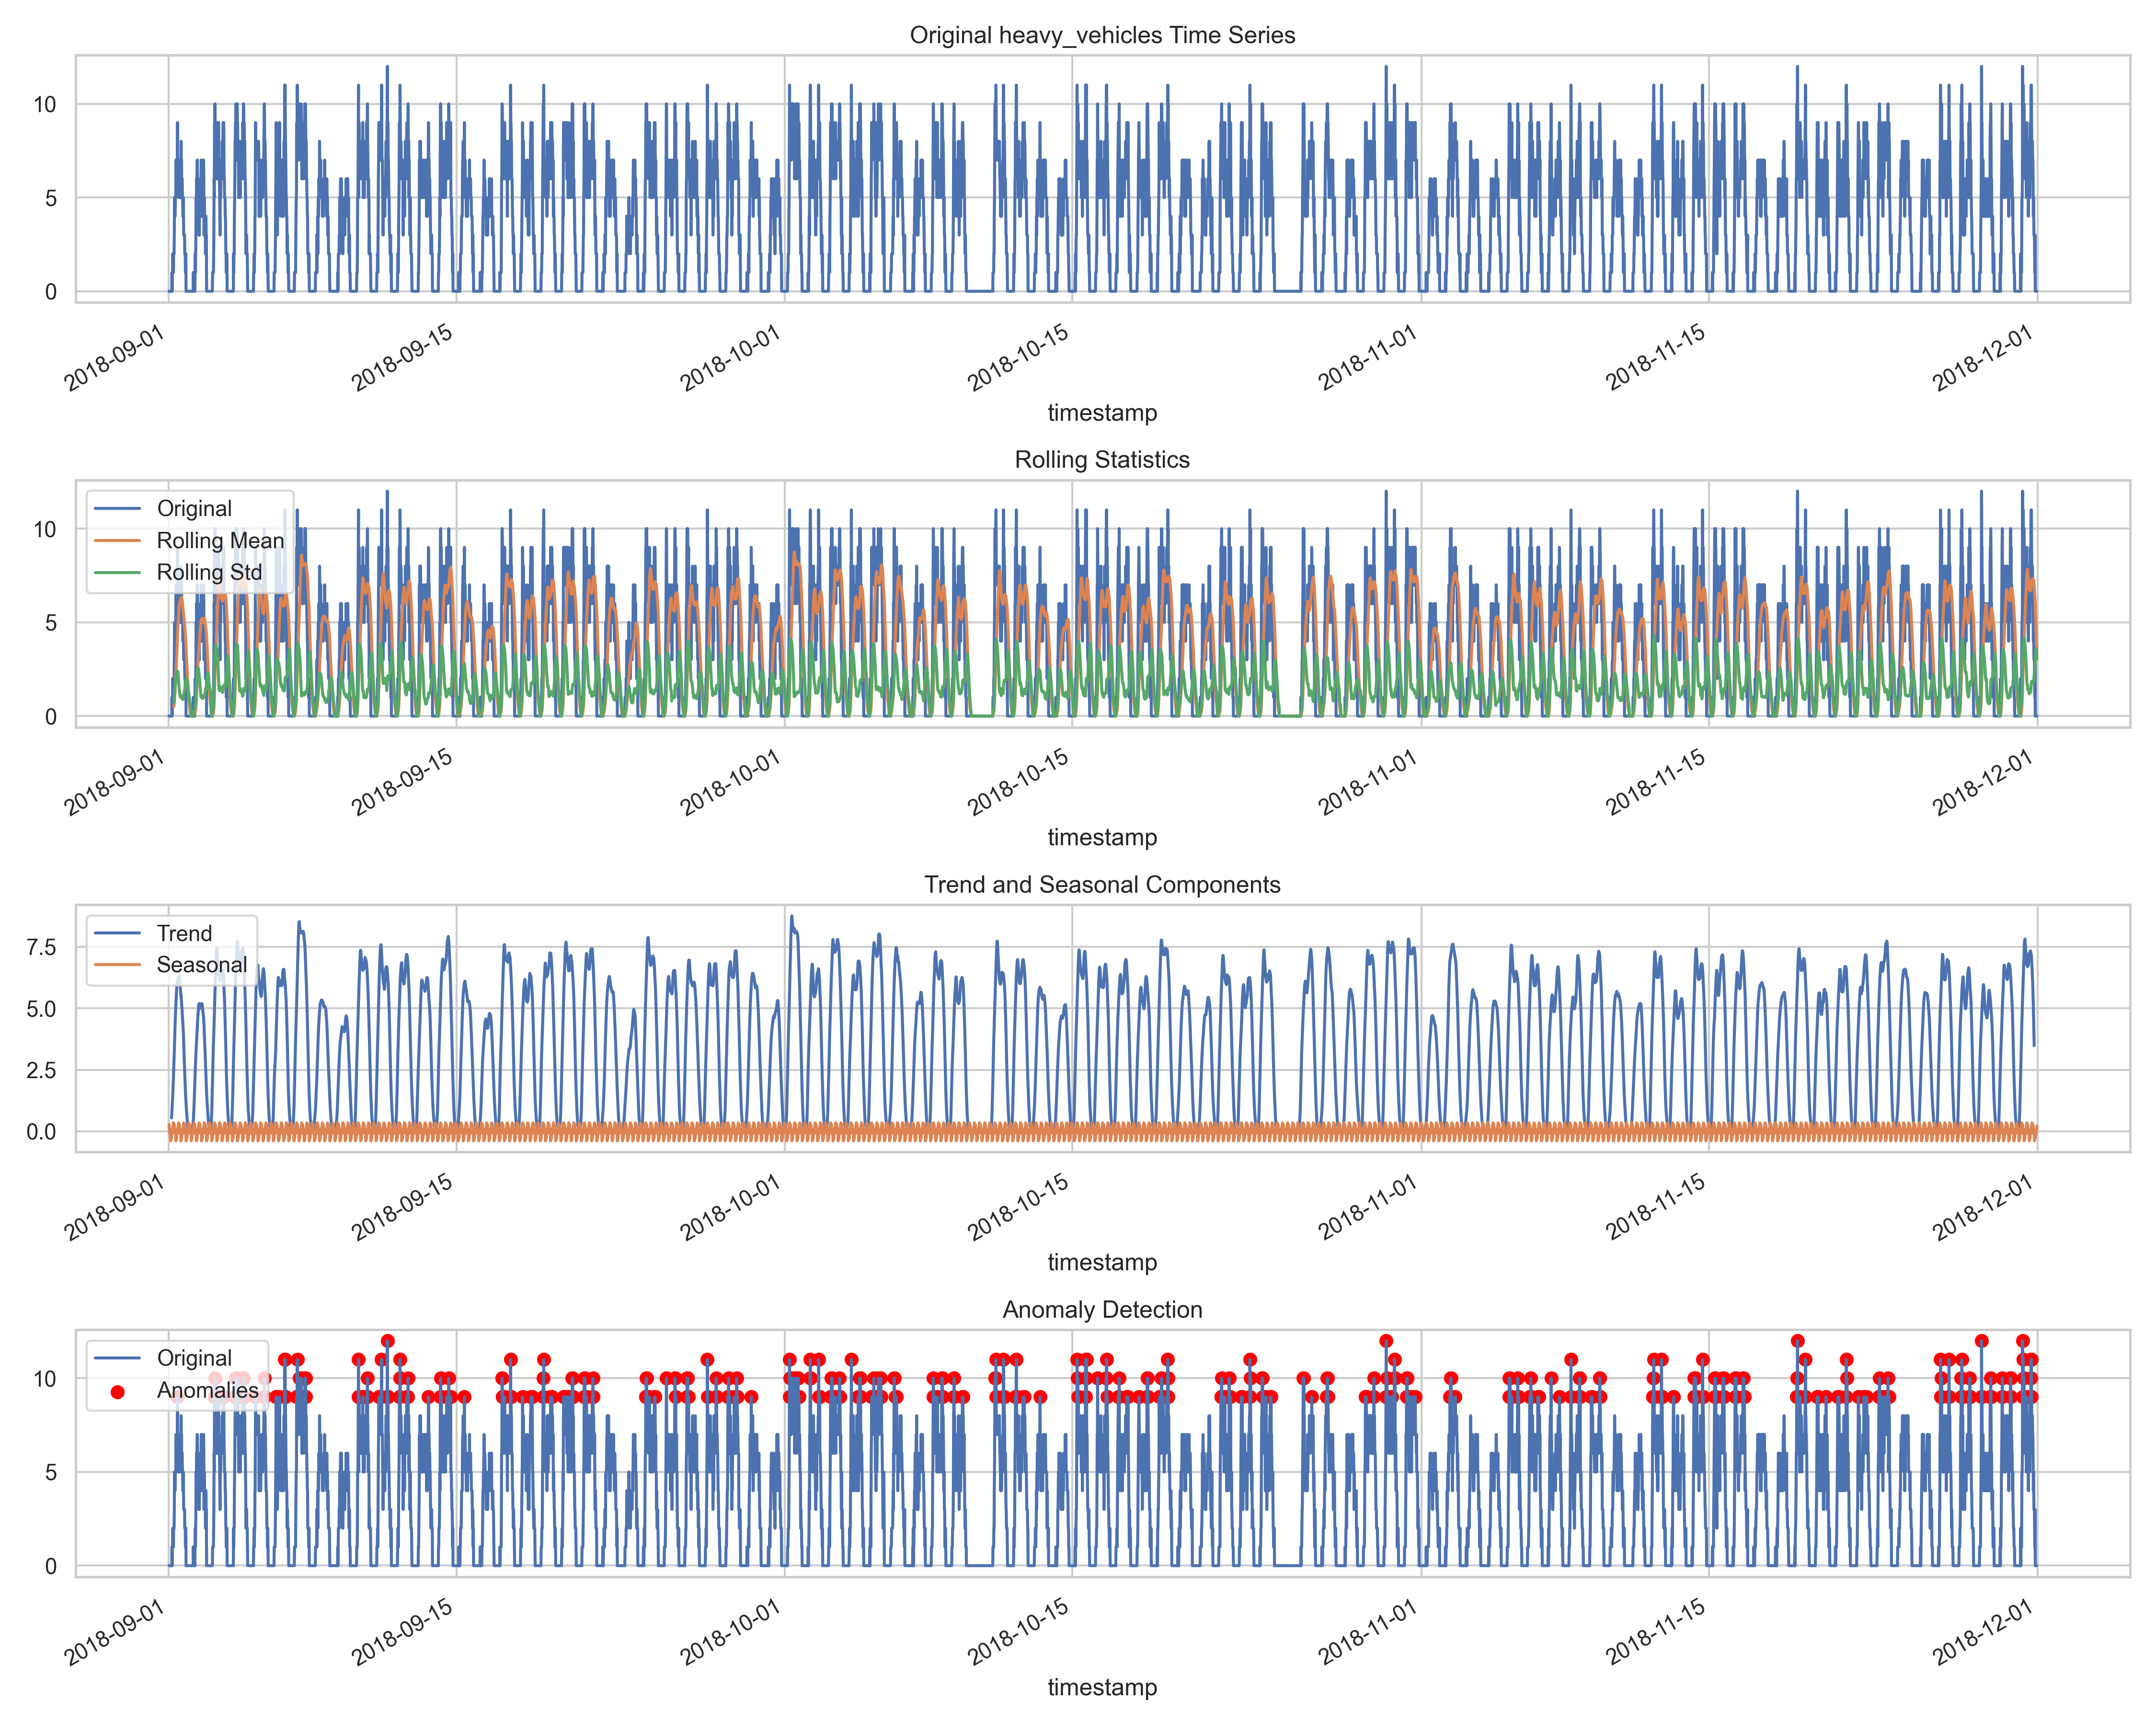 Original heavy_vehicles Time Series
10
5
0
2018-09-01
2018-09-15
2018-10-01
2018-10-15
2018-11-01
2018-11-15
2018-12-01
timestamp
Rolling Statistics
Original
Rolling Mean
Rolling Std
10
5
0
2018-09-01
2018-09-15
2018-10-01
2018-10-15
2018-11-01
2018-11-15
2018-12-01
timestamp
Trend and Seasonal Components
Trend
Seasonal
7.5
5.0
2.5
0.0
2018-09-01
2018-09-15
2018-10-01
2018-10-15
2018-11-01
2018-11-15
2018-12-01
timestamp
Anomaly Detection
Original
Anomalies
10
5
0
2018-09-01
2018-09-15
2018-10-01
2018-10-15
2018-11-01
2018-11-15
2018-12-01
timestamp